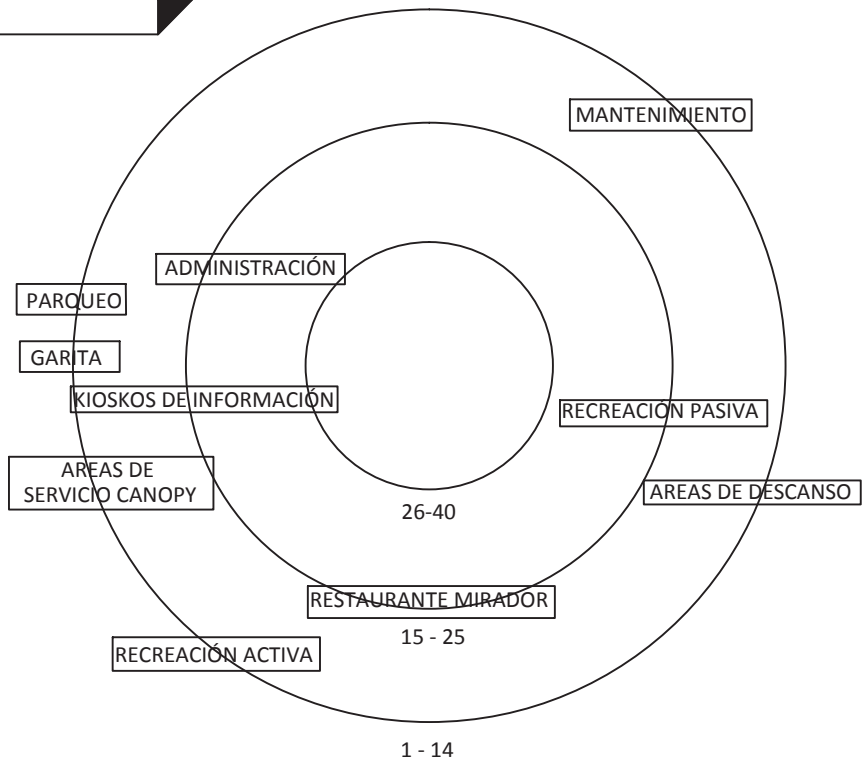 MANTENIMIENTO
ADMINISTRACIÓN
PARQUEO
GARITA
KIOSKOS DE INFORMACIÓN
RECREACIÓN PASIVA
AREAS DE
SERVICIO CANOPY
AREAS DE DESCANSO
26-40
RESTAURANTE MIRADOR
15 - 25
RECREACIÓN ACTIVA
1 - 14